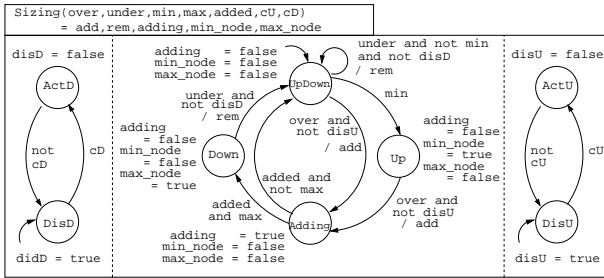 Sizing(over,under,min,max,added,cU,cD)
= add,rem,adding,min_node,max_node
disD = false
ActD
not
cD
cD
DisD
didD = true
adding = false
min_node = false
max_node = false
UpDown
under and not min
and not disD
/ rem
under and
not disD
/ rem
min
over and
not disU
/ add
adding
= false
min_node
= false
max_node
= true
Down
Up
adding
= false
min_node
= true
max_node
= false
added and
not max
added
and max
over and
not disU
/ add
Adding
adding = true
min_node = false
max_node = false
disU = false
ActU
not
cU
cU
DisU
disU = true